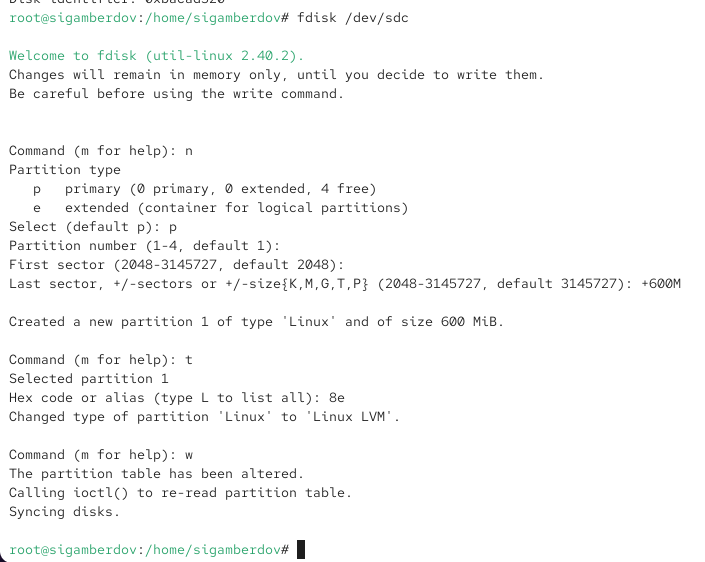 Disk identifier: 0xbacad320
root@sigamberdov:/home/sigamberdov# fdisk /dev/sdc
Welcome to fdisk (util-linux 2.40.2).
Changes will remain in memory only, until you decide to write them.
Be careful before using the write command.
Command (m for help): n
Partition type
   p   primary (0 primary, 0 extended, 4 free)
   e   extended (container for logical partitions)
Select (default p): p
Partition number (1-4, default 1):
First sector (2048-3145727, default 2048):
Last sector, +/-sectors or +/-size{K,M,G,T,P} (2048-3145727, default 3145727): +600M
Created a new partition 1 of type 'Linux' and of size 600 MiB.
Command (m for help): t
Selected partition 1
Hex code or alias (type L to list all): 8e
Changed type of partition 'Linux' to 'Linux LVM'.
Command (m for help): w
The partition table has been altered.
Calling ioctl() to re-read partition table.
Syncing disks.
root@sigamberdov:/home/sigamberdov#